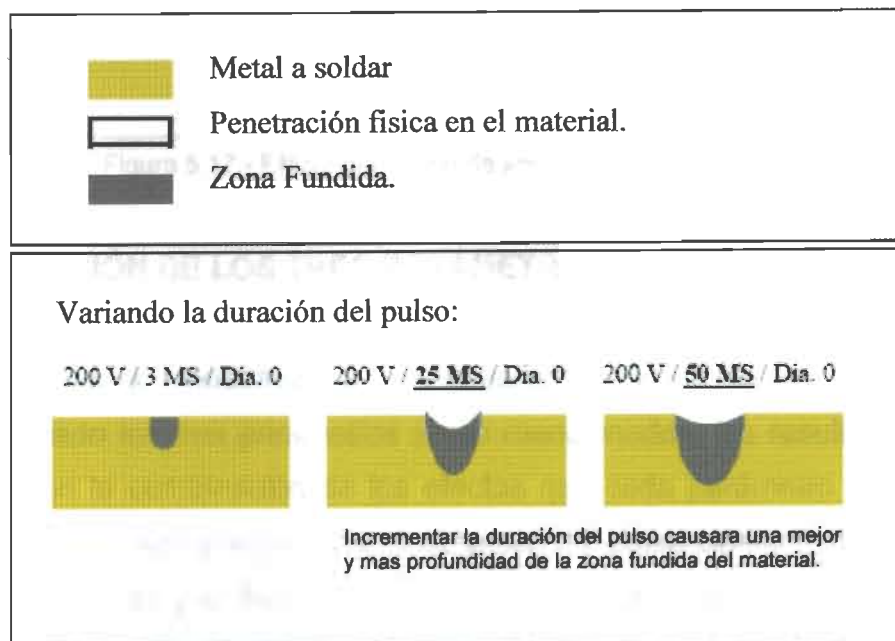 Metal a soldar
Penetración fisica en el material.
Zona Fundida.
Variando la duración del pulso:
200 V / 3 MS / Dia. 0 200 V / 25 MS / Dia. 0 200 V / 50 MS / Dia. 0
Incrementar la duración del pulso causara una mejor
y mas profundidad de la zona fundida del material.